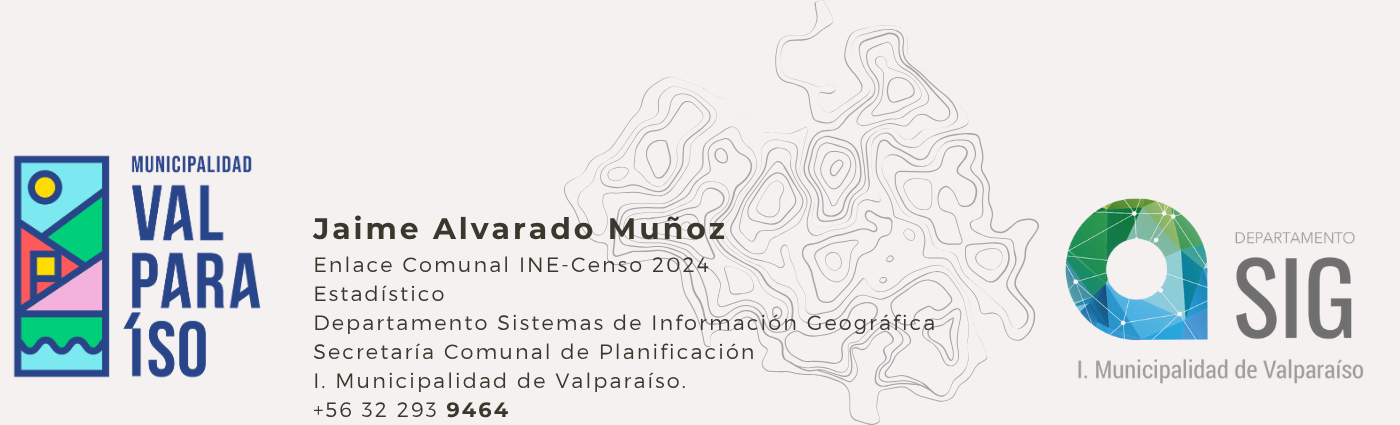 MUNICIPALIDAD
VAL
PARA
ÍSO
Jaime Alvarado Muñoz
Enlace Comunal INE-Censo 2024
Estadístico
Departamento Sistemas de Información Geográfica
Secretaría Comunal de Planificación
I. Municipalidad de Valparaíso.
+56 32 293 9464
DEPARTAMENTO
SIG
I. Municipalidad de Valparaíso